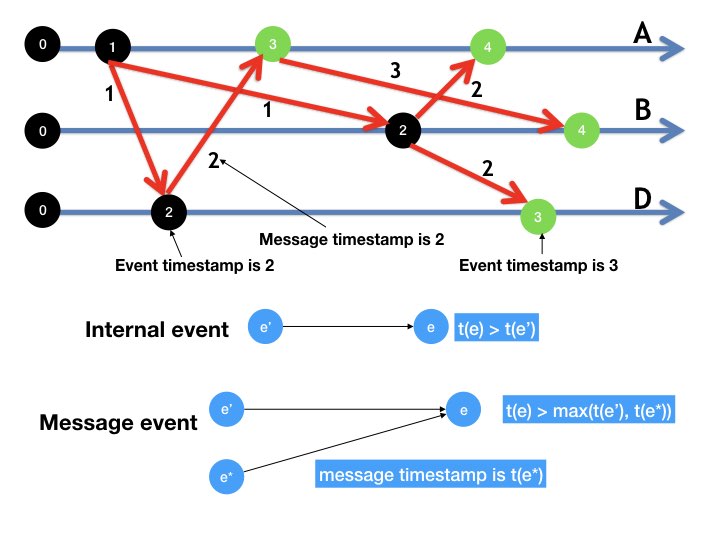 A
0 1 3 4
3
1 2
1
B
0 2 4
2 2
D
0 2 3
Message timestamp is 2
Event timestamp is 2 Event timestamp is 3
Internal event e’ e t(e) > t(e’)
Message event e’ e t(e) > max(t(e’), t(e*))
e* message timestamp is t(e*)